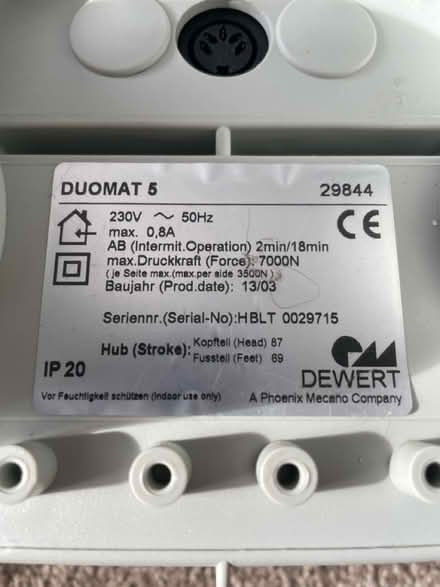 DUOMAT 5 29844
230V ~ 50Hz
max. 0,8A
CE
AB (Intermit.Operation) 2min/18min
max.Druckkraft (Force): 7000N
(je Seite max.(max.per side 3500N)
Baujahr (Prod.date): 13/03
Seriennr.(Serial-No):HBLT 0029715
Hub (Stroke): Kopfteil (Head) 87
Fussteil (Feet) 69
IP 20
DEWERT
Vor Feuchtigkeit schützen (Indoor use only) A Phoenix Mecano Company